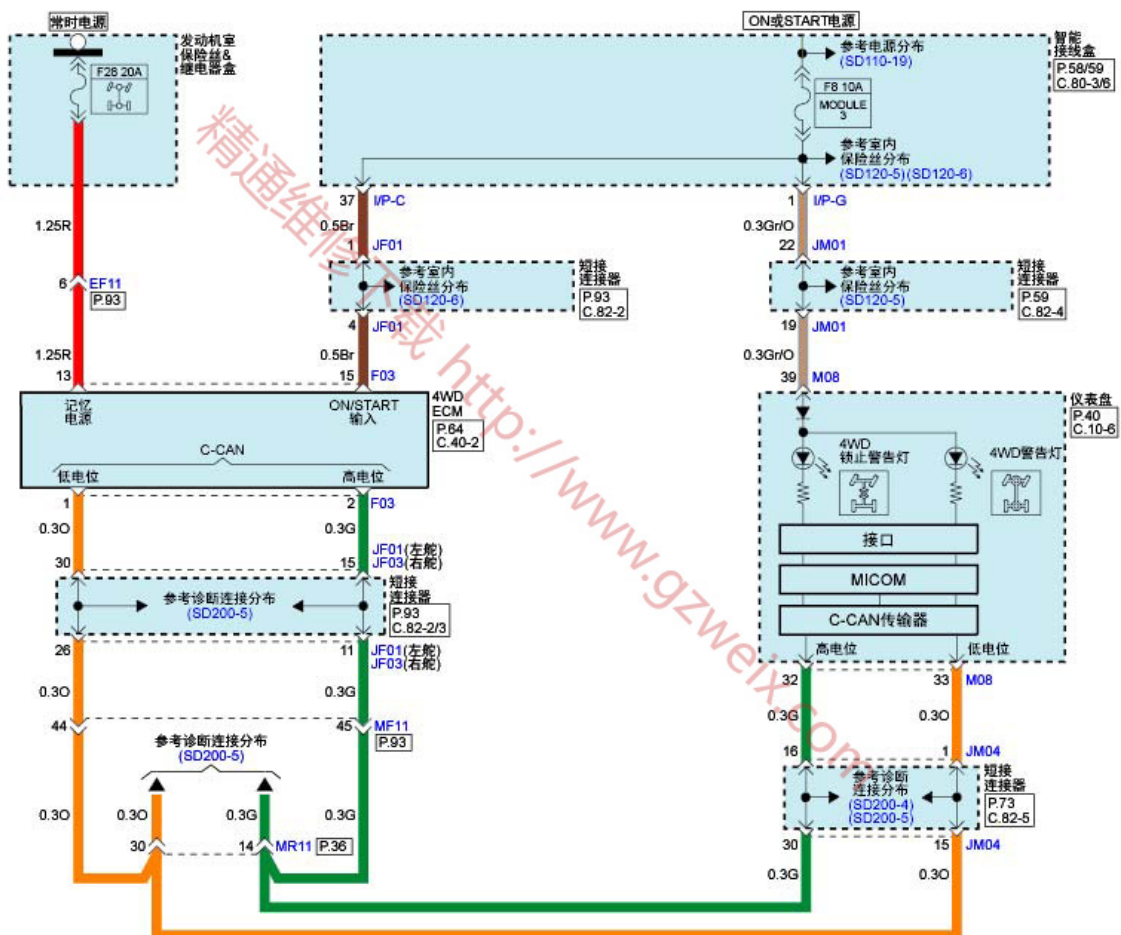 常时电源
ON或START电源
发动机室
保险丝&
继电器盒
F28 20A
参考电源分布
(SD110-19)
F8 10A
MODULE
3
智能
接线盒
P.58/59
C.80-3/6
参考室内
保险丝分布
(SD120-5)(SD120-6)
37 I/P-C
1 I/P-G
1.25R
0.5Br
0.3Gr/O
1 JF01
22 JM01
6 EF11
P.93
参考室内
保险丝分布
(SD120-6)
短接
连接器
P.93
C.82-2
参考室内
保险丝分布
(SD120-5)
短接
连接器
P.59
C.82-4
4 JF01
19 JM01
1.25R
0.5Br
0.3Gr/O
13
15 F03
39 M08
记忆
电源
ON/START
输入
4WD
ECM
P.64
C.40-2
C-CAN
低电位
高电位
仪表盘
P.40
C.10-6
4WD
锁止警告灯
4WD警告灯
接口
MICOM
C-CAN传输器
高电位
低电位
1
2 F03
0.3O
0.3G
30
15
JF01(左舵)
JF03(右舵)
参考诊断连接分布
(SD200-5)
短接
连接器
P.93
C.82-2/3
26
11
JF01(左舵)
JF03(右舵)
0.3O
0.3G
44
45 MF11
P.93
32
33 M08
0.3G
0.3O
16
1 JM04
参考诊断连接分布
(SD200-5)
参考诊断
连接分布
(SD200-4)
(SD200-5)
短接
连接器
P.73
C.82-5
0.3O
0.3O
0.3G
0.3G
30
14 MR11 P.36
30
15 JM04
0.3G
0.3O
精通维修下载 http://www.gzweix.com